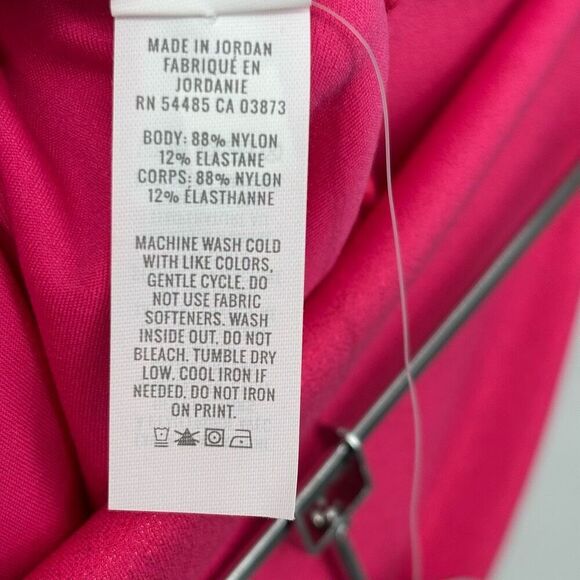 MADE IN JORDAN
FABRIQUÉ EN
JORDANIE
RN 54485 CA 03873
BODY: 88% NYLON
12% ELASTANE
CORPS: 88% NYLON
12% ÉLASTHANNE
MACHINE WASH COLD
WITH LIKE COLORS,
GENTLE CYCLE. DO
NOT USE FABRIC
SOFTENERS. WASH
INSIDE OUT. DO NOT
BLEACH. TUMBLE DRY
LOW. COOL IRON IF
NEEDED. DO NOT IRON
ON PRINT.